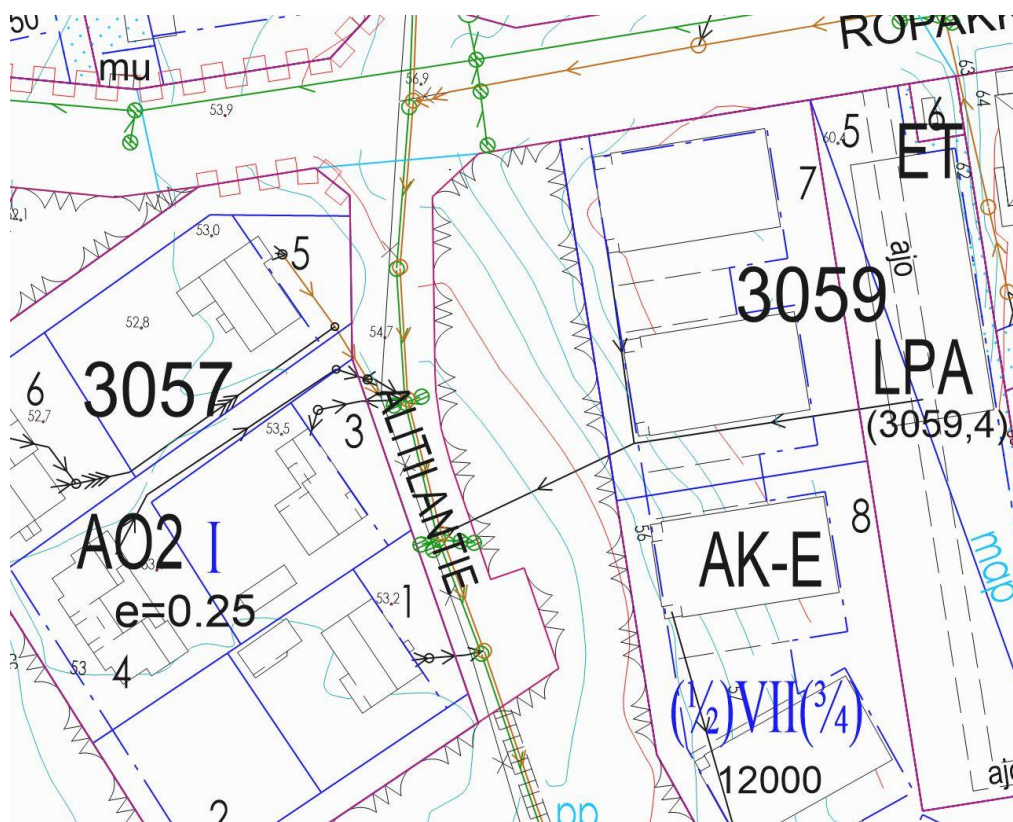 50
mu
53,9
56,9
ROPAK
63
64
60,4
5
6
ET
62
7
53,0
5
ajo
52,8
3059
54,7
3057
6
52,7
LPA
(3059,4)
53,5
3
ALITILANTIE
AO2 I
e=0.25
8
56
AK-E
map
53,2
1
53
4
(½)VII(¾)
12000
ajo
2
pp